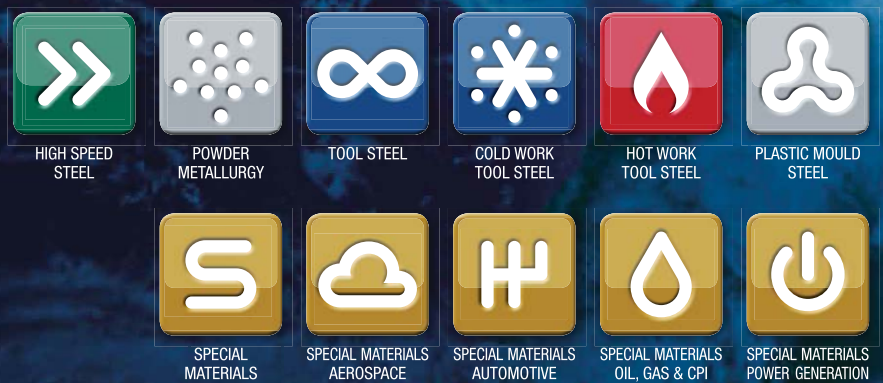 HIGH SPEED
STEEL
POWDER
METALLURGY
TOOL STEEL
COLD WORK
TOOL STEEL
HOT WORK
TOOL STEEL
PLASTIC MOULD
STEEL
SPECIAL
MATERIALS
SPECIAL MATERIALS
AEROSPACE
SPECIAL MATERIALS
AUTOMOTIVE
SPECIAL MATERIALS
OIL, GAS & CPI
SPECIAL MATERIALS
POWER GENERATION